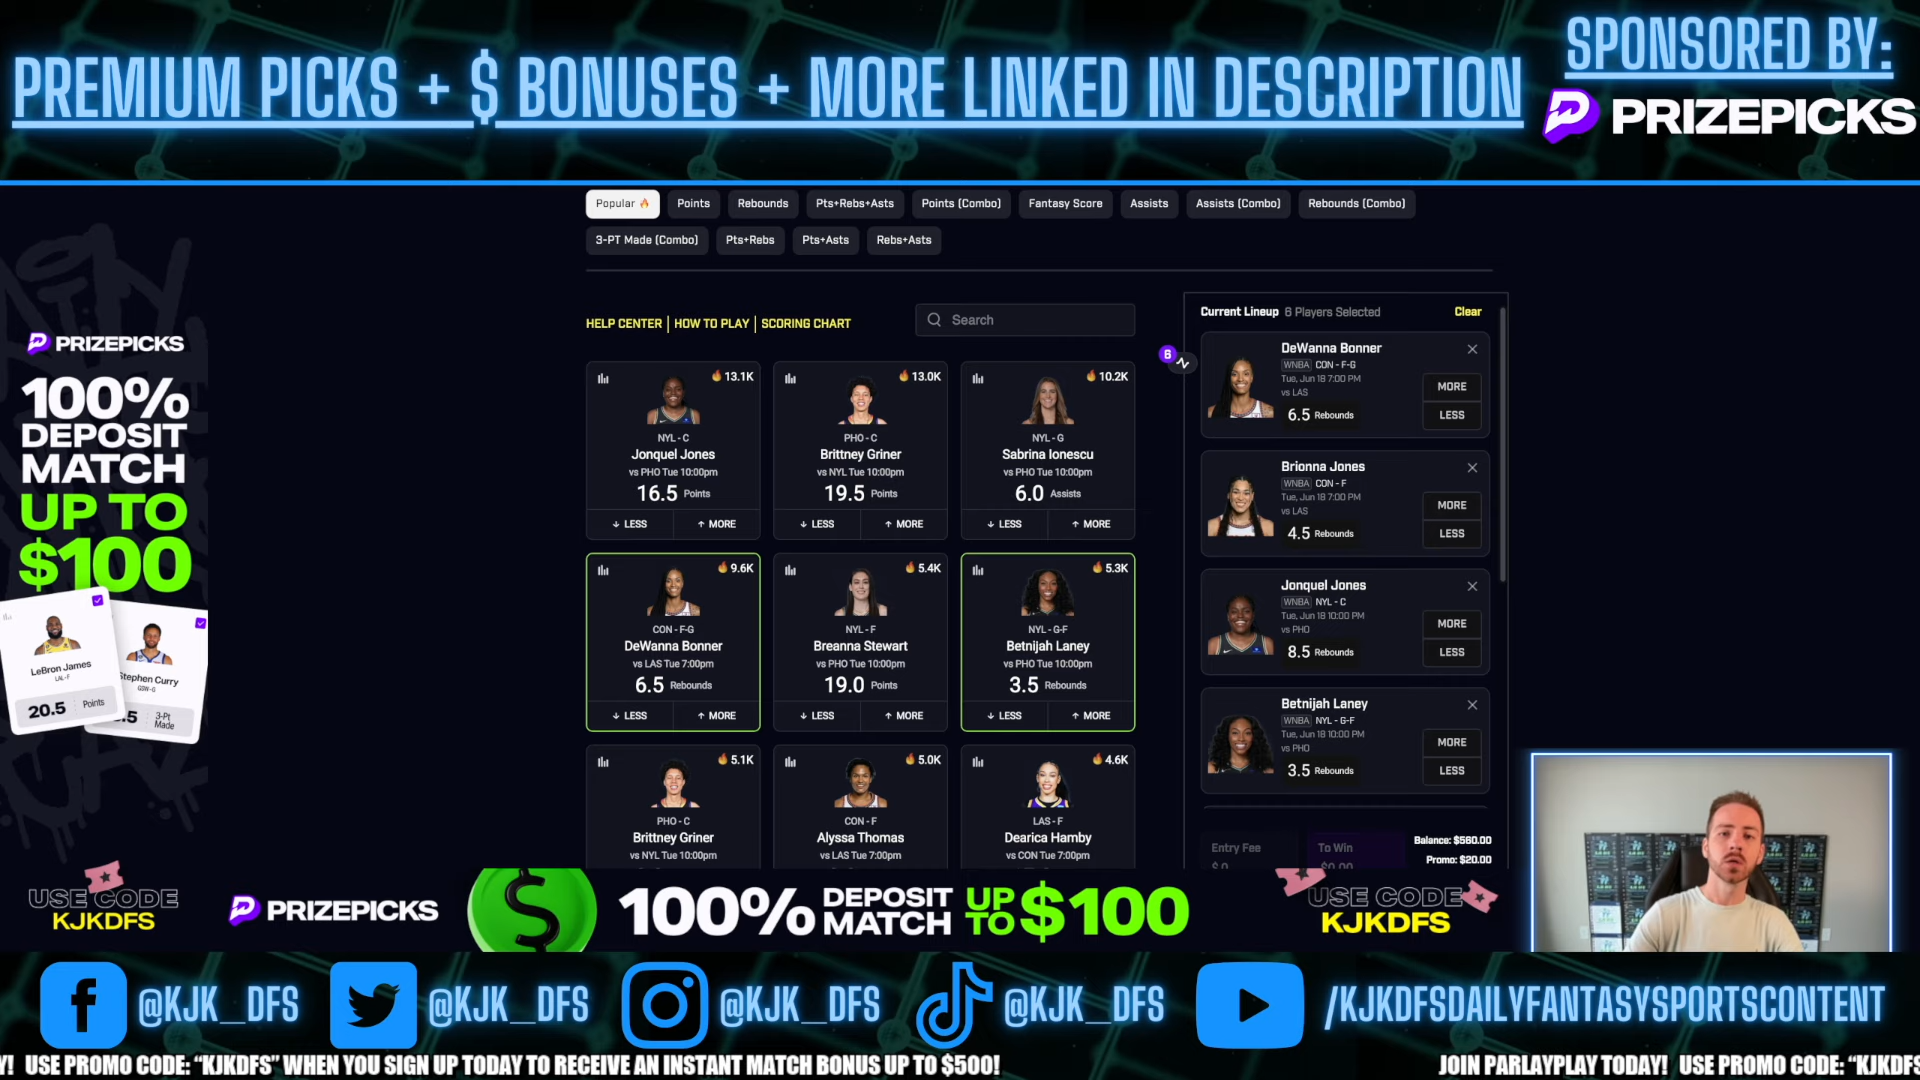 PREMIUM PICKS + $ BONUSES + MORE LINKED IN DESCRIPTION
SPONSORED BY:
PRIZEPICKS
Popular
Points
Rebounds
Pts+Rebs+Asts
Points (Combo)
Fantasy Score
Assists
Assists (Combo)
Rebounds (Combo)
3-PT Made (Combo)
Pts+Rebs
Pts+Asts
Rebs+Asts
HELP CENTER | HOW TO PLAY | SCORING CHART
Search
13.1K
NYL - C
Jonquel Jones
vs PHO Tue 10:00pm
16.5 Points
LESS
MORE
13.0K
PHO - C
Brittney Griner
vs NYL Tue 10:00pm
19.5 Points
LESS
MORE
10.2K
NYL - G
Sabrina Ionescu
vs PHO Tue 10:00pm
6.0 Assists
LESS
MORE
9.6K
CON - F-G
DeWanna Bonner
vs LAS Tue 7:00pm
6.5 Rebounds
LESS
MORE
5.4K
NYL - F
Breanna Stewart
vs PHO Tue 10:00pm
19.0 Points
LESS
MORE
5.3K
NYL - G-F
Betnijah Laney
vs PHO Tue 10:00pm
3.5 Rebounds
LESS
MORE
5.1K
PHO - C
Brittney Griner
vs NYL Tue 10:00pm
5.0K
CON - F
Alyssa Thomas
vs LAS Tue 7:00pm
4.6K
LAS - F
Dearica Hamby
vs CON Tue 7:00pm
6
Current Lineup 6 Players Selected
Clear
DeWanna Bonner
WNBA CON - F-G
Tue, Jun 18 7:00 PM
vs LAS
6.5 Rebounds
MORE
LESS
Brionna Jones
WNBA CON - F
Tue, Jun 18 7:00 PM
vs LAS
4.5 Rebounds
MORE
LESS
Jonquel Jones
WNBA NYL - C
Tue, Jun 18 10:00 PM
vs PHO
8.5 Rebounds
MORE
LESS
Betnijah Laney
WNBA NYL - G-F
Tue, Jun 18 10:00 PM
vs PHO
3.5 Rebounds
MORE
LESS
Entry Fee
To Win
Balance: $560.00
Promo: $20.00
PRIZEPICKS
100%
DEPOSIT
MATCH
UP TO
$100
LeBron James
LAL-F
20.5 Points
Stephen Curry
GSW-G
.5 3-Pt
Made
USE CODE
KJKDFS
PRIZEPICKS
100% DEPOSIT MATCH UP TO $100
USE CODE
KJKDFS
@KJK_DFS
@KJK_DFS
@KJK_DFS
@KJK_DFS
/KJKDFSDAILYFANTASYSPORTSCONTENT
Y! USE PROMO CODE: "KJKDFS" WHEN YOU SIGN UP TODAY TO RECEIVE AN INSTANT MATCH BONUS UP TO $500!
JOIN PARLAYPLAY TODAY! USE PROMO CODE: "KJKDFS